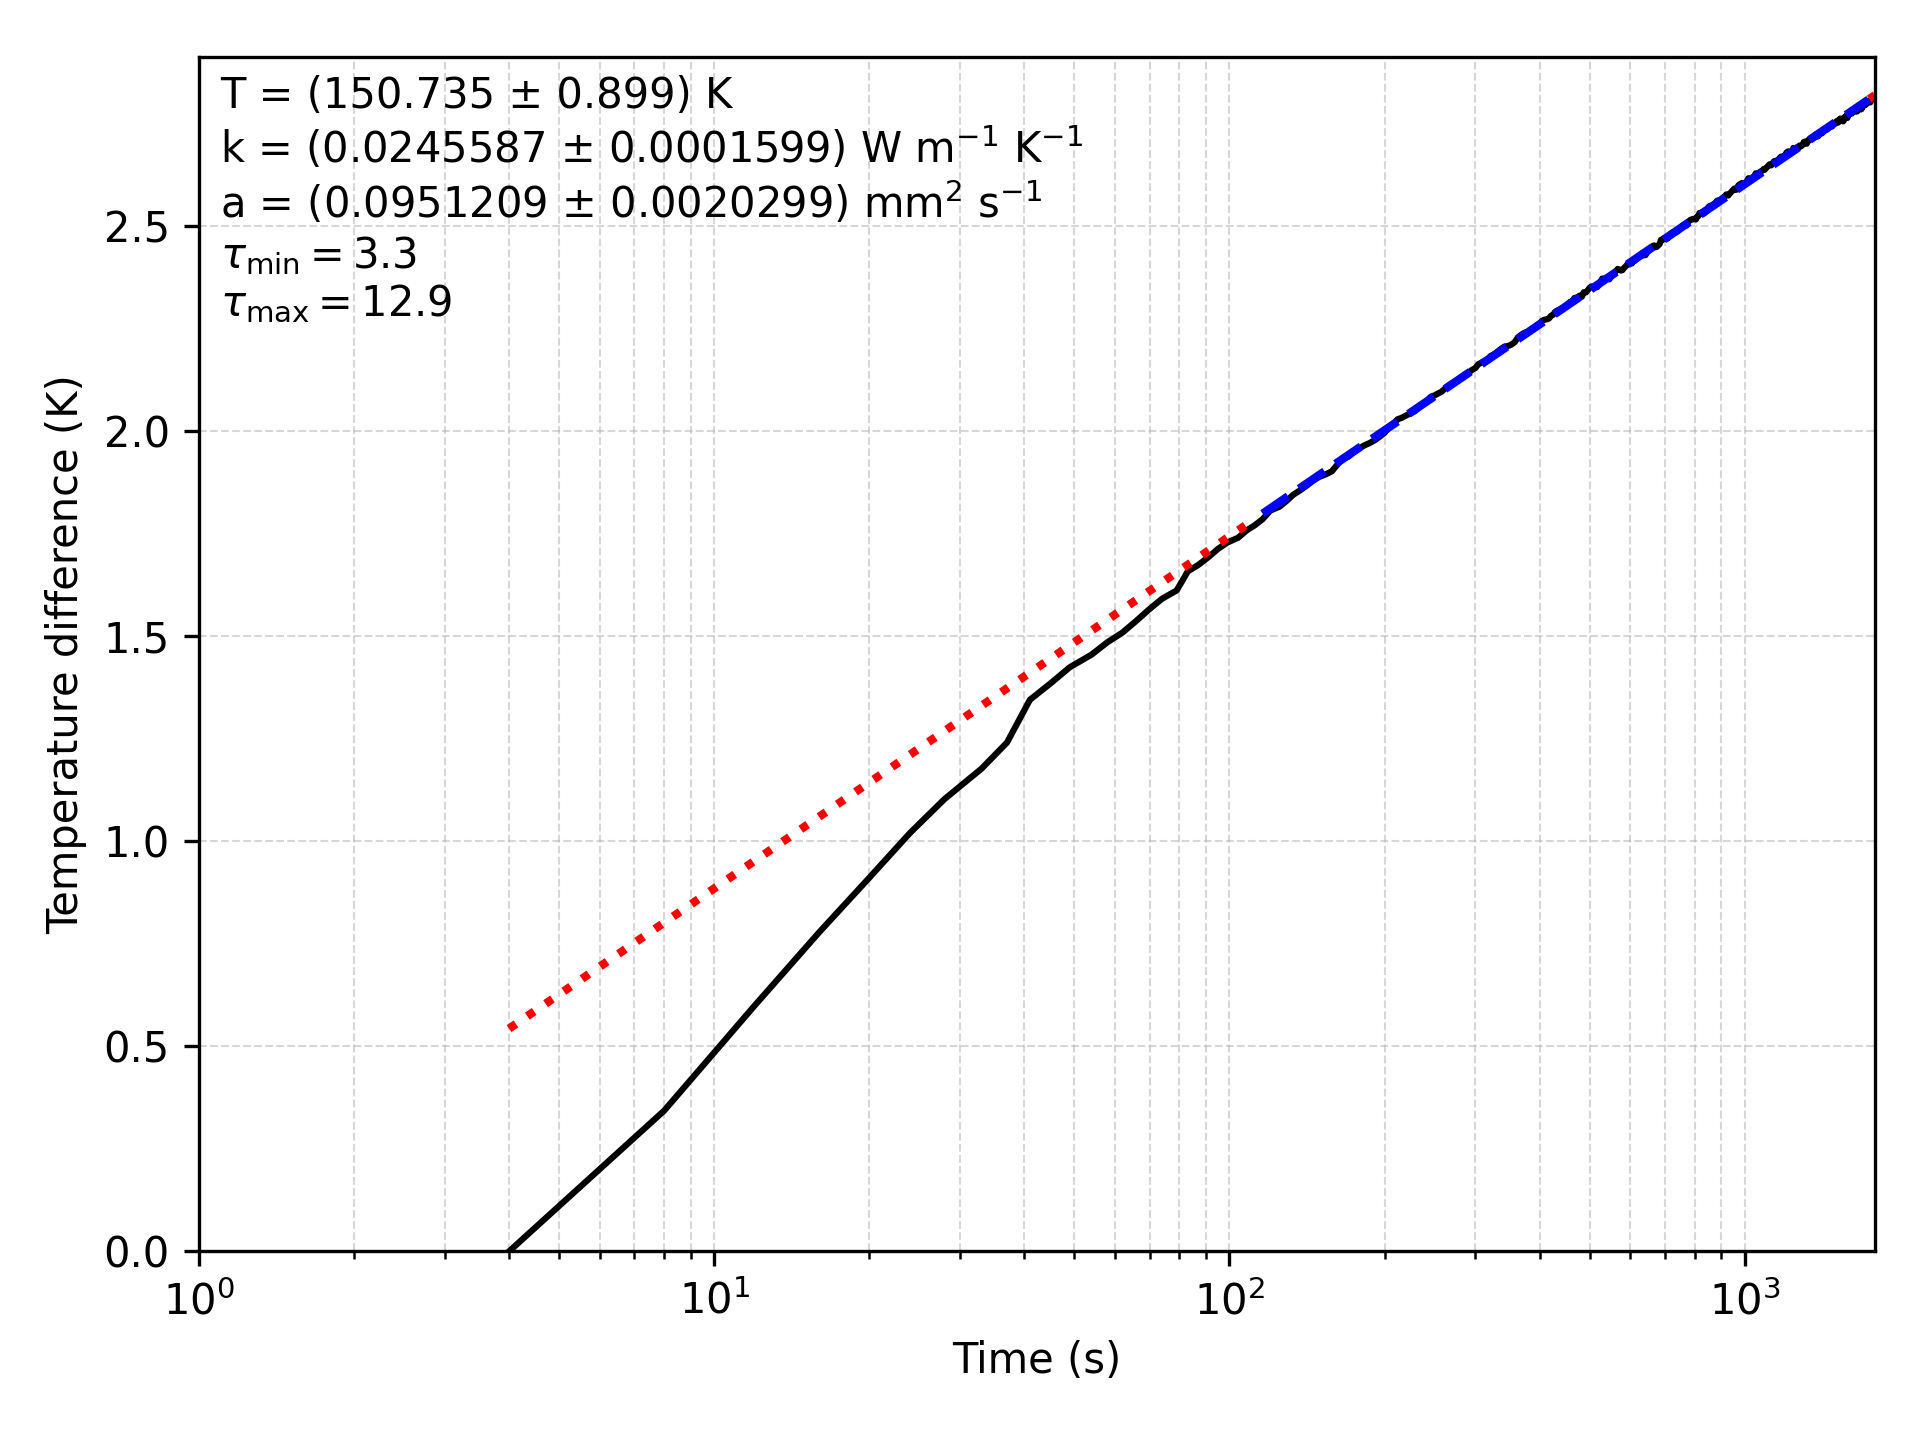 T = (150.735 ± 0.899) K
k = (0.0245587 ± 0.0001599) W m⁻¹ K⁻¹
a = (0.0951209 ± 0.0020299) mm² s⁻¹
τ_min = 3.3
τ_max = 12.9
Temperature difference (K)
2.5
2.0
1.5
1.0
0.5
0.0
10⁰ 10¹ 10² 10³
Time (s)